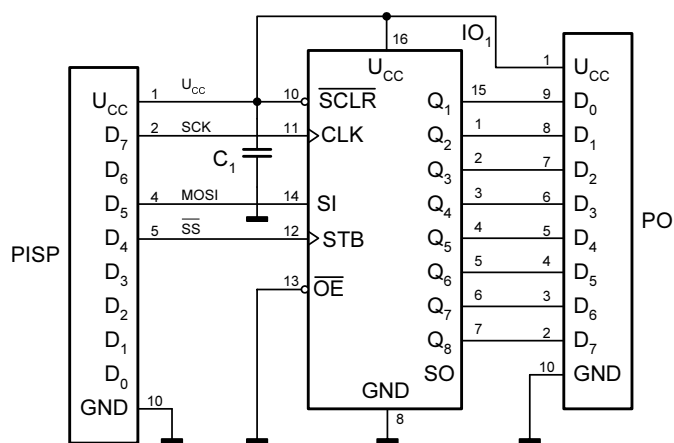 IO1
16
1 UCC
1 UCC 10 SCLR UCC Q1 15 9 D0
UCC
D7 2 SCK 11 CLK Q2 1 8 D1
D6 C1 Q3 2 7 D2
D5 4 MOSI 14 SI Q4 3 6 D3
D4 5 SS 12 STB Q5 4 5 D4
PISP
PO
D3 Q6 5 4 D5
13 OE
D2 Q7 6 3 D6
D1 Q8 7 2 D7
D0 SO 10 GND
GND 10 GND
8